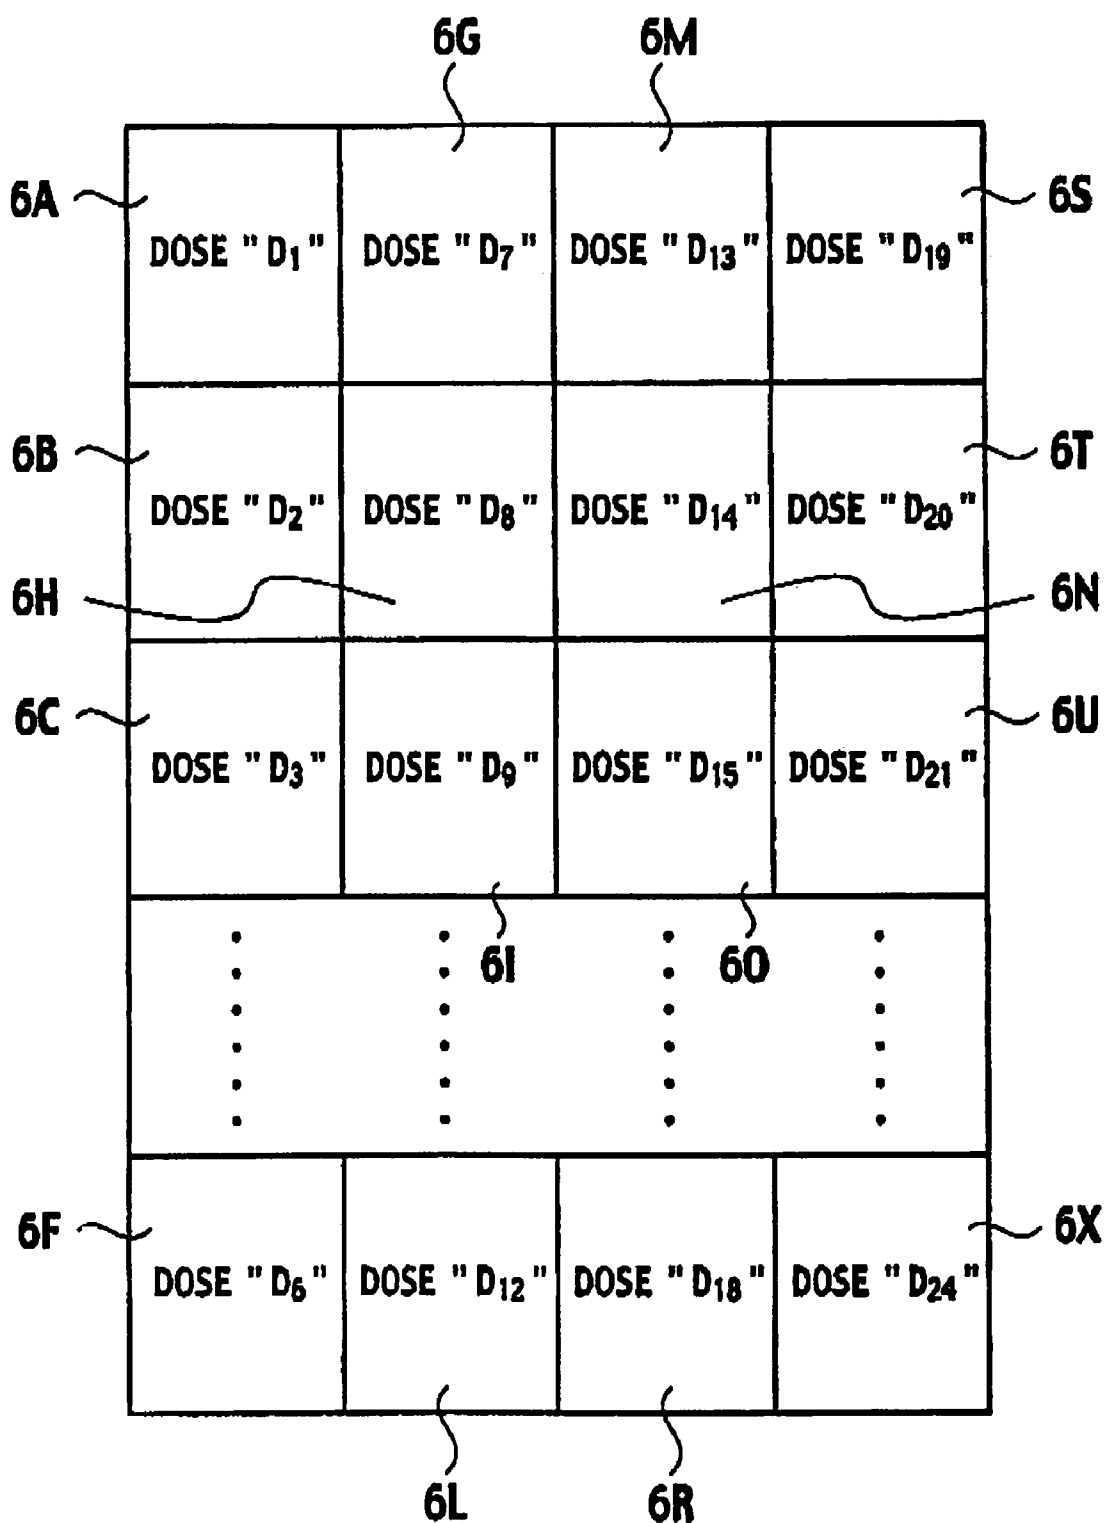 6G 6M
6A 6S
DOSE "D₁" DOSE "D₇" DOSE "D₁₃" DOSE "D₁₉"
6B 6T
DOSE "D₂" DOSE "D₈" DOSE "D₁₄" DOSE "D₂₀"
6H 6N
6C 6U
DOSE "D₃" DOSE "D₉" DOSE "D₁₅" DOSE "D₂₁"
6I 6O
6F 6X
DOSE "D₆" DOSE "D₁₂" DOSE "D₁₈" DOSE "D₂₄"
6L 6R